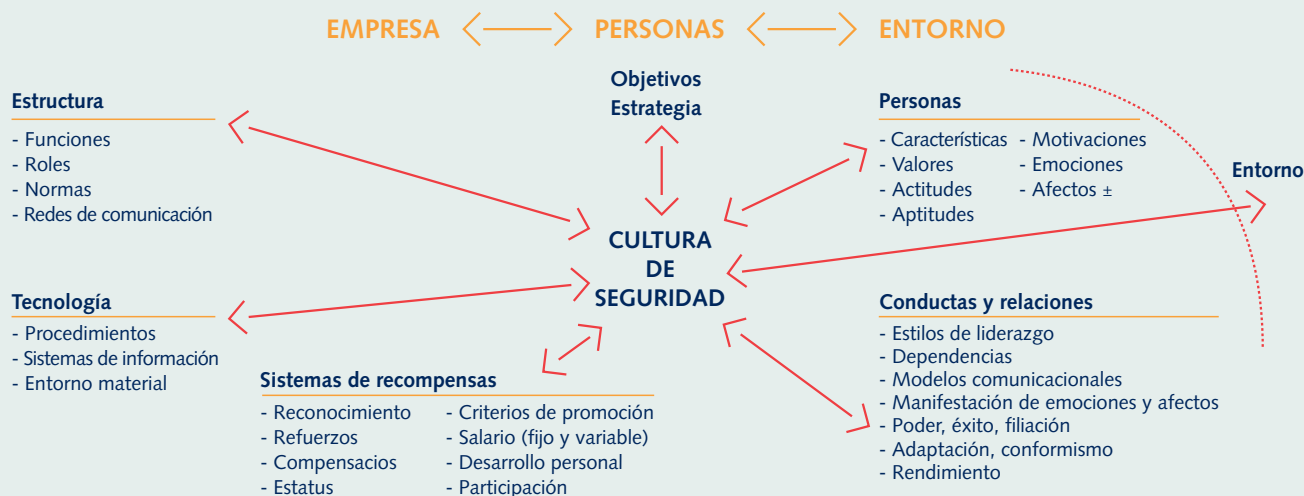 EMPRESA PERSONAS ENTORNO
Objetivos
Estrategia
Estructura
- Funciones
- Roles
- Normas
- Redes de comunicación
Personas
- Características - Motivaciones
- Valores - Emociones
- Actitudes - Afectos ±
- Aptitudes
Entorno
CULTURA
DE
SEGURIDAD
Tecnología
- Procedimientos
- Sistemas de información
- Entorno material
Sistemas de recompensas
- Reconocimiento - Criterios de promoción
- Refuerzos - Salario (fijo y variable)
- Compensacios - Desarrollo personal
- Estatus - Participación
Conductas y relaciones
- Estilos de liderazgo
- Dependencias
- Modelos comunicacionales
- Manifestación de emociones y afectos
- Poder, éxito, filiación
- Adaptación, conformismo
- Rendimiento